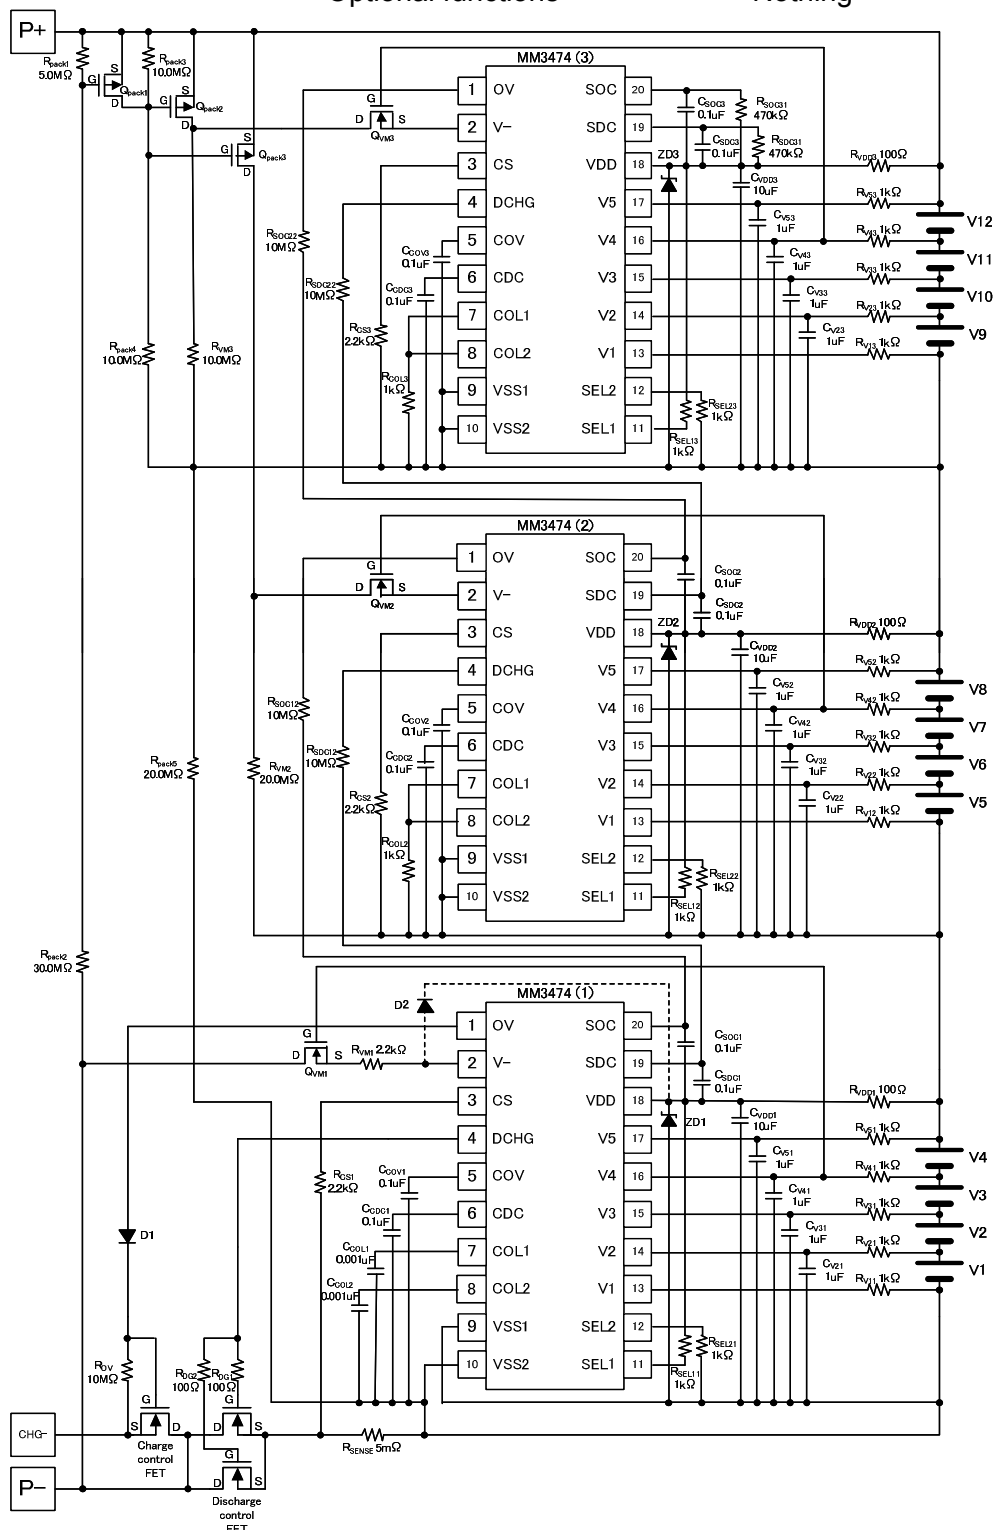 Optional functions
Nothing
P+
Rpack1
5.0MΩ
Rpack3
10.0MΩ
S
G
D
Qpack1
S
G
D
Qpack2
S
G
D
Qpack3
G
D
S
QVM3
MM3474 (3)
1 OV
2 V-
3 CS
4 DCHG
5 COV
6 CDC
7 COL1
8 COL2
9 VSS1
10 VSS2
SOC 20
SDC 19
VDD 18
V5 17
V4 16
V3 15
V2 14
V1 13
SEL2 12
SEL1 11
CSOC3
0.1uF
RSOC31
470kΩ
CSDC3
0.1uF
RSDC31
470kΩ
ZD3
CVDD3
10uF
RVDD3 100Ω
RV53 1kΩ
CV53
1uF
RV43 1kΩ
CV43
1uF
RV33 1kΩ
CV33
1uF
RV23 1kΩ
CV23
1uF
RV13 1kΩ
V12
V11
V10
V9
RSOC22
10MΩ
RSDC22
10MΩ
CCOV3
0.1uF
CCDC3
0.1uF
RCS3
2.2kΩ
RCOL3
1kΩ
Rpack4
10.0MΩ
RVM3
10.0MΩ
RSEL23
1kΩ
RSEL13
1kΩ
MM3474 (2)
G
D
S
QVM2
1 OV
2 V-
3 CS
4 DCHG
5 COV
6 CDC
7 COL1
8 COL2
9 VSS1
10 VSS2
SOC 20
SDC 19
VDD 18
V5 17
V4 16
V3 15
V2 14
V1 13
SEL2 12
SEL1 11
CSOC2
0.1uF
CSDC2
0.1uF
ZD2
CVDD2
10uF
RVDD2 100Ω
RV52 1kΩ
CV52
1uF
RV42 1kΩ
CV42
1uF
RV32 1kΩ
CV32
1uF
RV22 1kΩ
CV22
1uF
RV12 1kΩ
V8
V7
V6
V5
RSOC12
10MΩ
RSDC12
10MΩ
CCOV2
0.1uF
CCDC2
0.1uF
RCS2
2.2kΩ
RCOL2
1kΩ
Rpack5
20.0MΩ
RVM2
20.0MΩ
RSEL22
1kΩ
RSEL12
1kΩ
Rpack2
30.0MΩ
MM3474 (1)
D2
G
D
S
QVM1
RVM1 2.2kΩ
1 OV
2 V-
3 CS
4 DCHG
5 COV
6 CDC
7 COL1
8 COL2
9 VSS1
10 VSS2
SOC 20
SDC 19
VDD 18
V5 17
V4 16
V3 15
V2 14
V1 13
SEL2 12
SEL1 11
CSOC1
0.1uF
CSDC1
0.1uF
ZD1
CVDD1
10uF
RVDD1 100Ω
RV51 1kΩ
CV51
1uF
RV41 1kΩ
CV41
1uF
RV31 1kΩ
CV31
1uF
RV21 1kΩ
CV21
1uF
RV11 1kΩ
V4
V3
V2
V1
RCS1
2.2kΩ
CCOV1
0.1uF
CCDC1
0.1uF
CCOL1
0.001uF
CCOL2
0.001uF
D1
RSEL21
1kΩ
RSEL11
1kΩ
ROV
10MΩ
RDG2
100Ω
RDG1
100Ω
CHG-
G
S
D
Charge
control
FET
G
D
S
G
D
S
Discharge
control
FET
RSENSE 5mΩ
P-